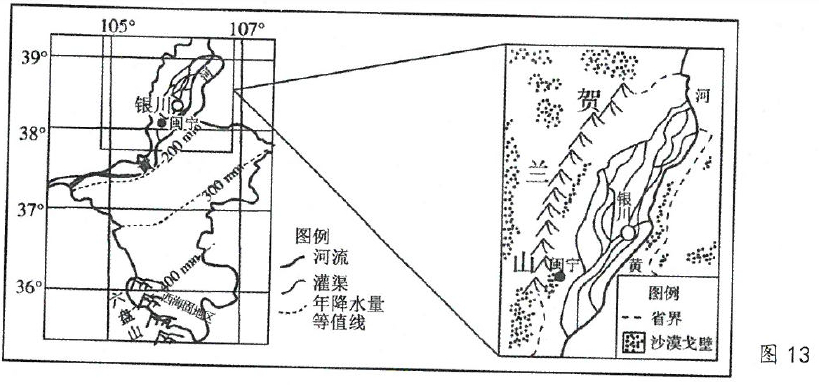 105°
107°
39°
38°
37°
36°
河
银川
闽宁
黄
200 mm
300 mm
400 mm
西海固地区
六盘山
图例
河流
灌渠
年降水量
等值线
贺
兰
山
河
银川
闽宁
黄
图例
省界
沙漠戈壁
图 13